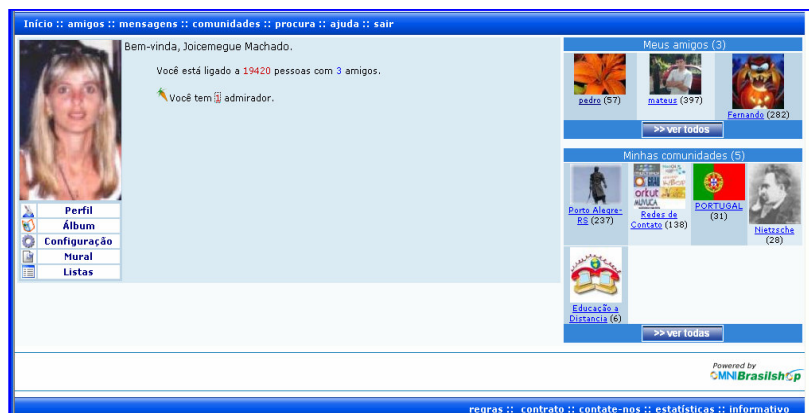 Início :: amigos :: mensagens :: comunidades :: procura :: ajuda :: sair
Bem-vinda, Joicemegue Machado.
Você está ligado a 19420 pessoas com 3 amigos.
Você tem 1 admirador.
Perfil
Álbum
Configuração
Mural
Listas
Meus amigos (3)
pedro (57)
mateus (397)
Fernando (282)
>> ver todos
Minhas comunidades (5)
Porto Alegre-
RS (237)
orkut
MUVUCA
Redes de
Contato (138)
PORTUGAL
(31)
Nietzsche
(28)
Educação a
Distancia (6)
>> ver todas
Powered by
OMNIBrasilshop
regras :: contrato :: contate-nos :: estatísticas :: informativo